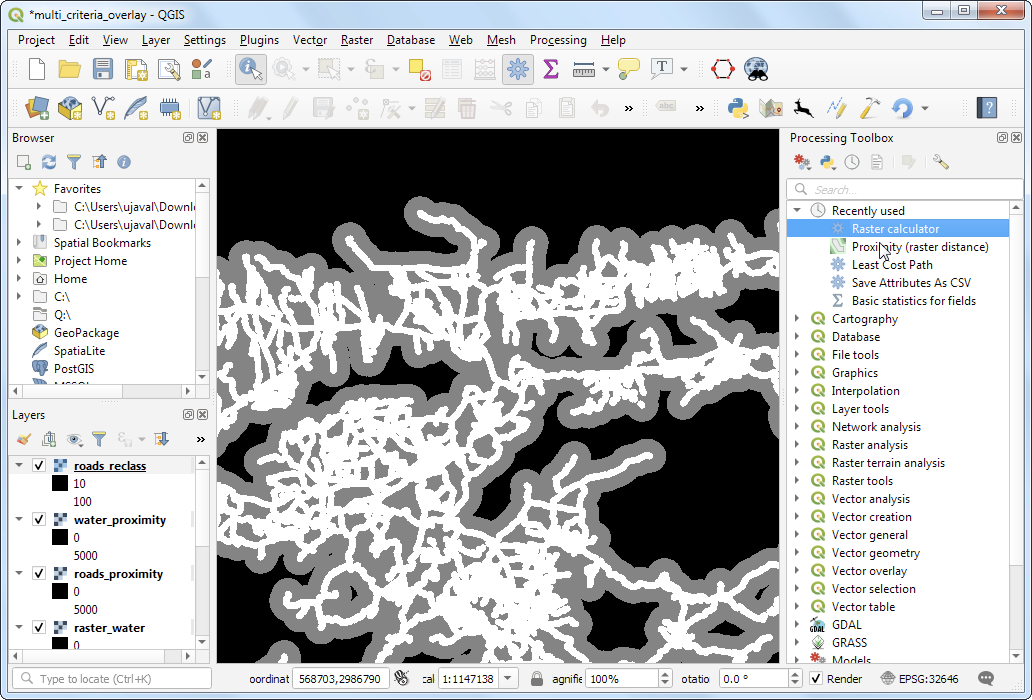 *multi_criteria_overlay - QGIS
Project Edit View Layer Settings Plugins Vector Raster Database Web Mesh Processing Help
Browser
Favorites
C:\Users\ujaval\Downl
C:\Users\ujaval\Downl
Spatial Bookmarks
Project Home
Home
C:\
Q:\
GeoPackage
SpatiaLite
PostGIS
MSSQL
Layers
roads_reclass
10
100
water_proximity
0
5000
roads_proximity
0
5000
raster_water
0
Processing Toolbox
Search...
Recently used
Raster calculator
Proximity (raster distance)
Least Cost Path
Save Attributes As CSV
Basic statistics for fields
Cartography
Database
File tools
Graphics
Interpolation
Layer tools
Network analysis
Raster analysis
Raster terrain analysis
Raster tools
Vector analysis
Vector creation
Vector general
Vector geometry
Vector overlay
Vector selection
Vector table
GDAL
GRASS
Models
Type to locate (Ctrl+K) oordinat 568703,2986790 cal 1:1147138 agnifie 100% otatio 0.0 ° Render EPSG:32646